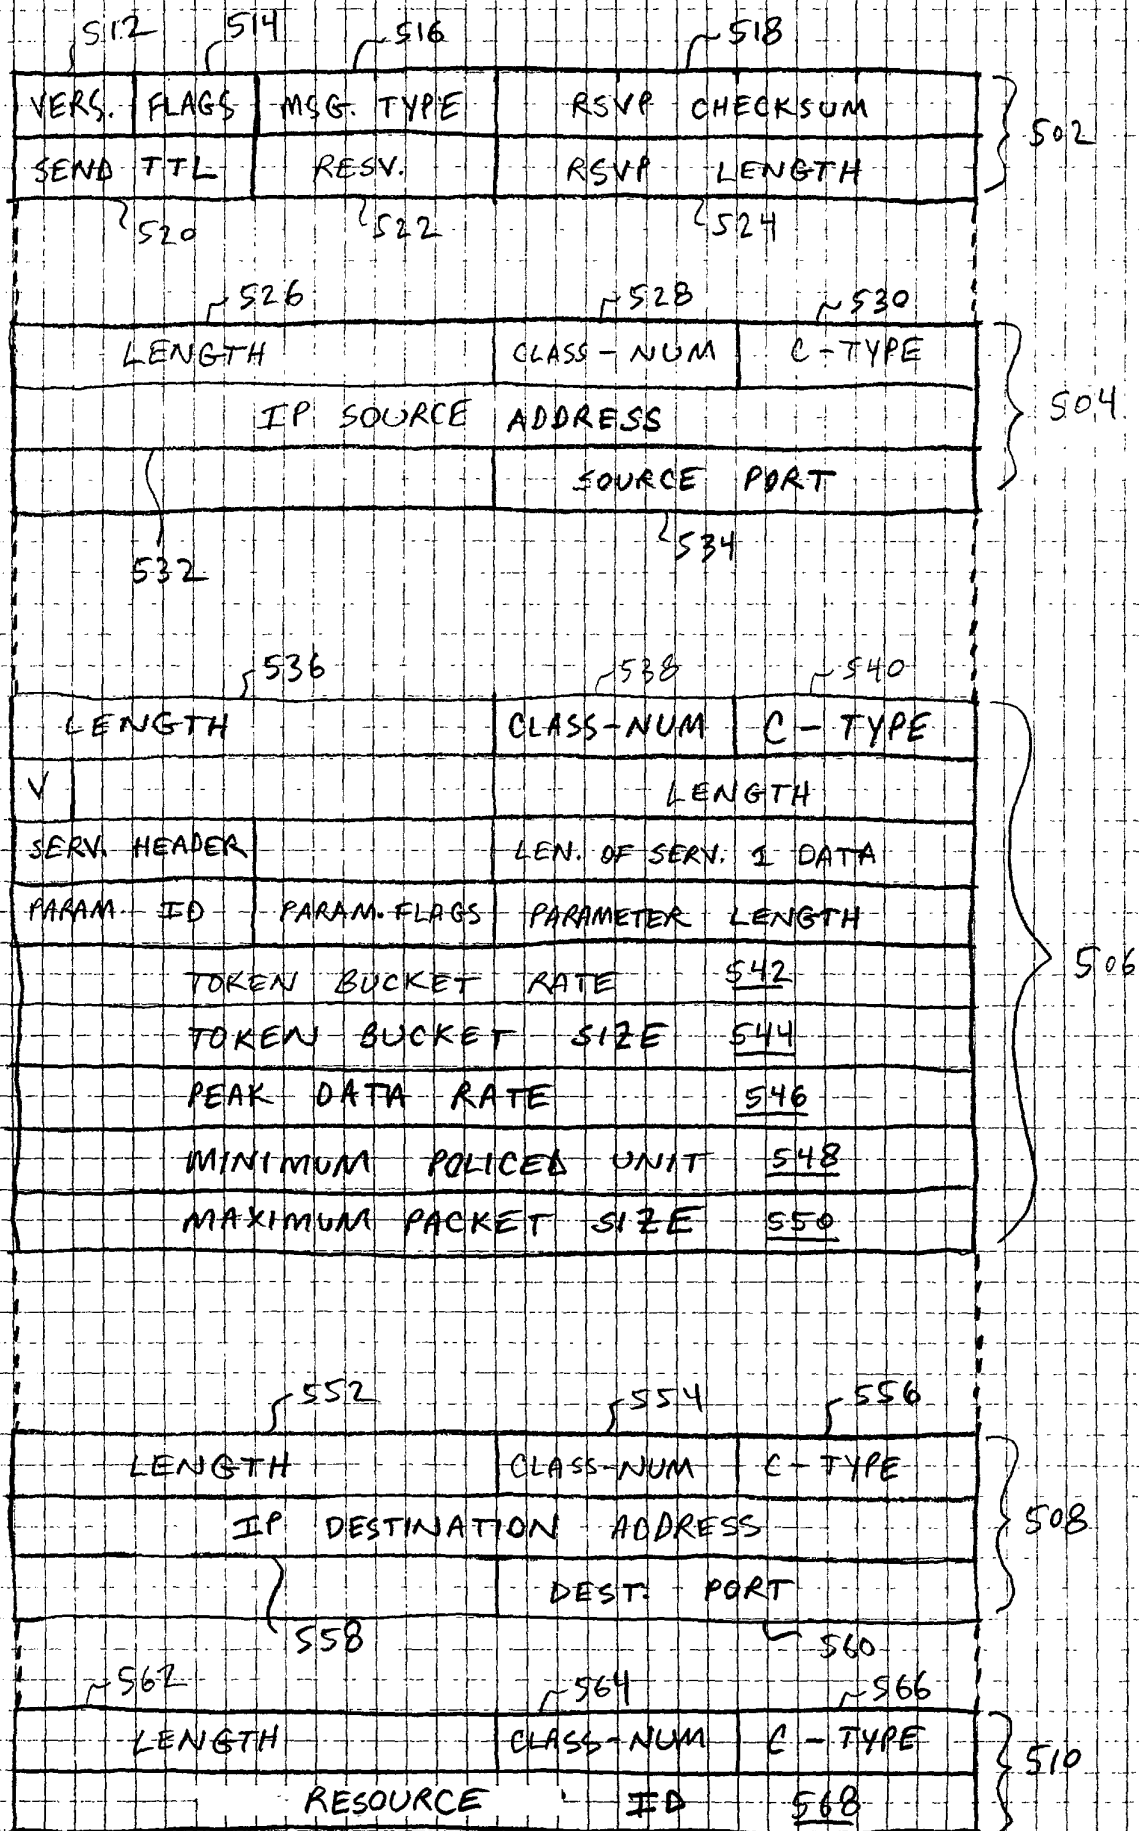 512 514 516 518
VERS. FLAGS MSG. TYPE RSVP CHECKSUM
502
SEND TTL RESV. RSVP LENGTH
520 522 524
526 528 530
LENGTH CLASS-NUM C-TYPE
IP SOURCE ADDRESS
504
SOURCE PORT
532 534
536 538 540
LENGTH CLASS-NUM C-TYPE
V LENGTH
SERV. HEADER LEN. OF SERV. 1 DATA
PARAM ID PARAM. FLAGS PARAMETER LENGTH
506
TOKEN BUCKET RATE 542
TOKEN BUCKET SIZE 544
PEAK DATA RATE 546
MINIMUM POLICED UNIT 548
MAXIMUM PACKET SIZE 550
552 554 556
LENGTH CLASS-NUM C-TYPE
IP DESTINATION ADDRESS
508
DEST. PORT
558 560
562 564 566
LENGTH CLASS-NUM C-TYPE
510
RESOURCE ID 568